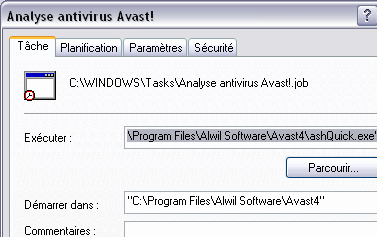 Analyse antivirus Avast!
Tâche Planification Paramètres Sécurité
C:\WINDOWS\Tasks\Analyse antivirus Avast!.job
Exécuter : \Program Files\Alwil Software\Avast4\ashQuick.exe"
Parcourir...
Démarrer dans : "C:\Program Files\Alwil Software\Avast4"
Commentaires :